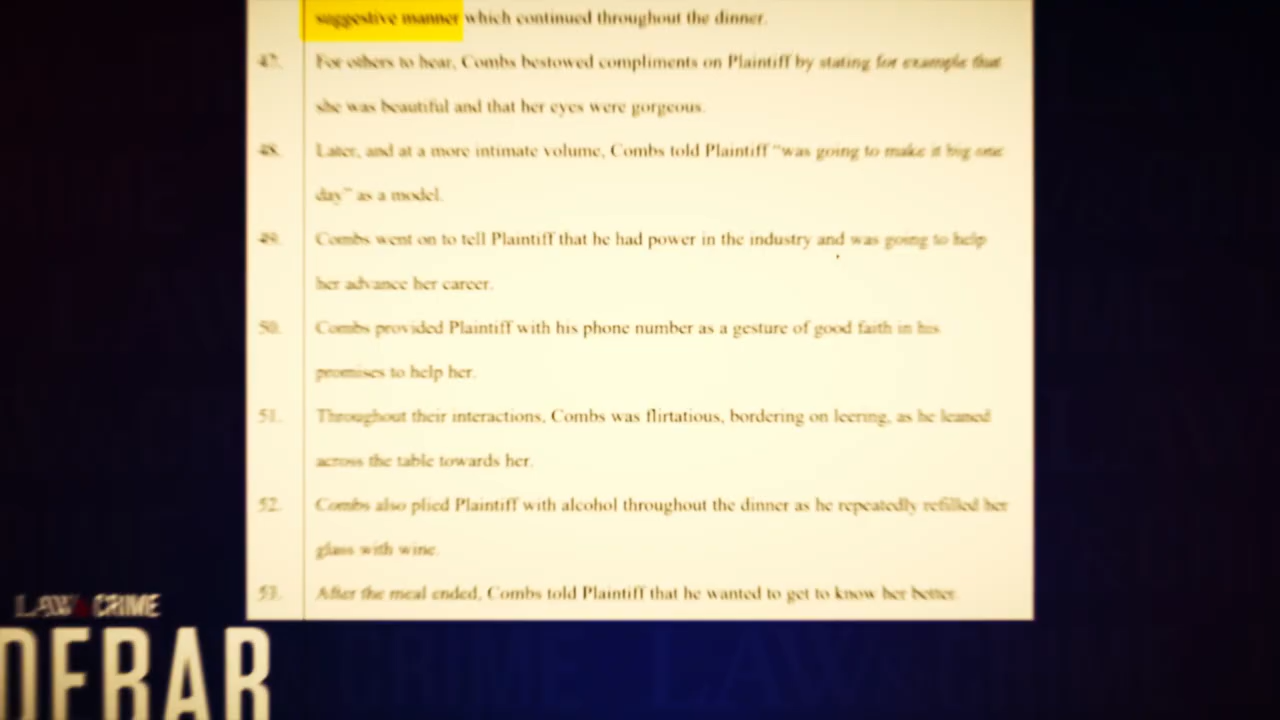 suggestive manner which continued throughout the dinner.
47. For others to hear, Combs bestowed compliments on Plaintiff by stating for example that
she was beautiful and that her eyes were gorgeous.
48. Later, and at a more intimate volume, Combs told Plaintiff "was going to make it big one
day" as a model.
49. Combs went on to tell Plaintiff that he had power in the industry and was going to help
her advance her career.
50. Combs provided Plaintiff with his phone number as a gesture of good faith in his
promises to help her.
51. Throughout their interactions, Combs was flirtatious, bordering on leering, as he leaned
across the table towards her.
52. Combs also plied Plaintiff with alcohol throughout the dinner as he repeatedly refilled her
glass with wine.
53. After the meal ended, Combs told Plaintiff that he wanted to get to know her better
LAW & CRIME
DEBAR